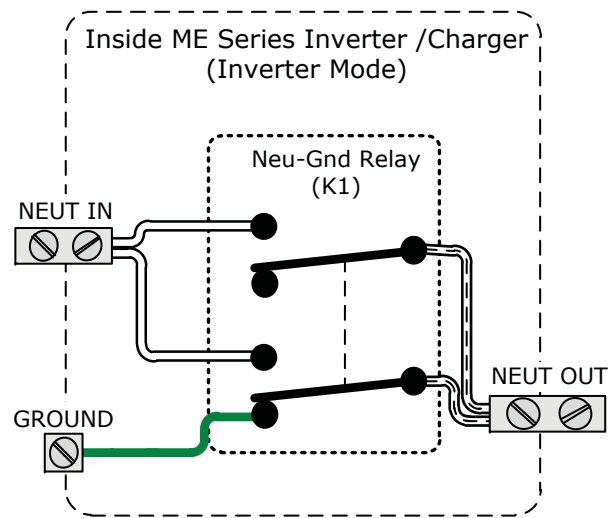 Inside ME Series Inverter /Charger
(Inverter Mode)
Neu-Gnd Relay
(K1)
NEUT IN
NEUT OUT
GROUND